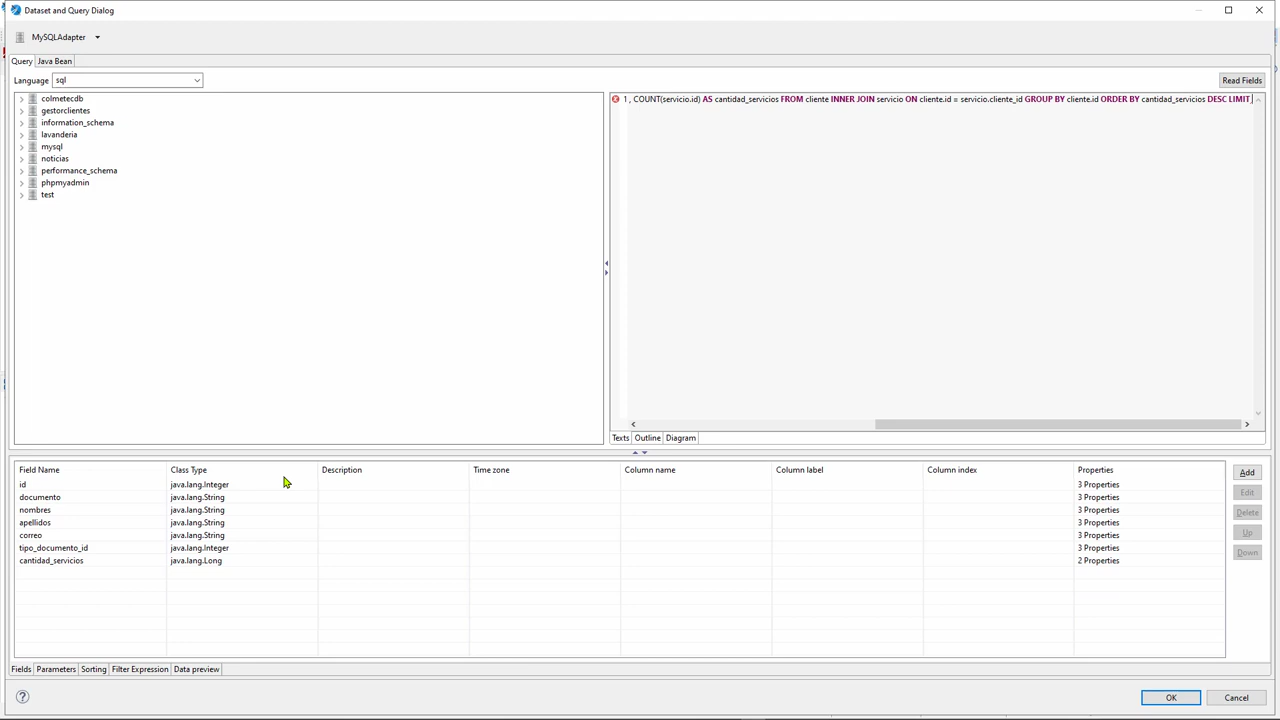 Dataset and Query Dialog
MySQLAdapter
Query Java Bean
Language sql Read Fields
colmetecdb
gestorclientes
information_schema
lavanderia
mysql
noticias
performance_schema
phpmyadmin
test
1 , COUNT(servicio.id) AS cantidad_servicios FROM cliente INNER JOIN servicio ON cliente.id = servicio.cliente_id GROUP BY cliente.id ORDER BY cantidad_servicios DESC LIMIT
Texts Outline Diagram
Field Name Class Type Description Time zone Column name Column label Column index Properties
id java.lang.Integer 3 Properties
documento java.lang.String 3 Properties
nombres java.lang.String 3 Properties
apellidos java.lang.String 3 Properties
correo java.lang.String 3 Properties
tipo_documento_id java.lang.Integer 3 Properties
cantidad_servicios java.lang.Long 2 Properties
Add
Edit
Delete
Up
Down
Fields Parameters Sorting Filter Expression Data preview
OK Cancel